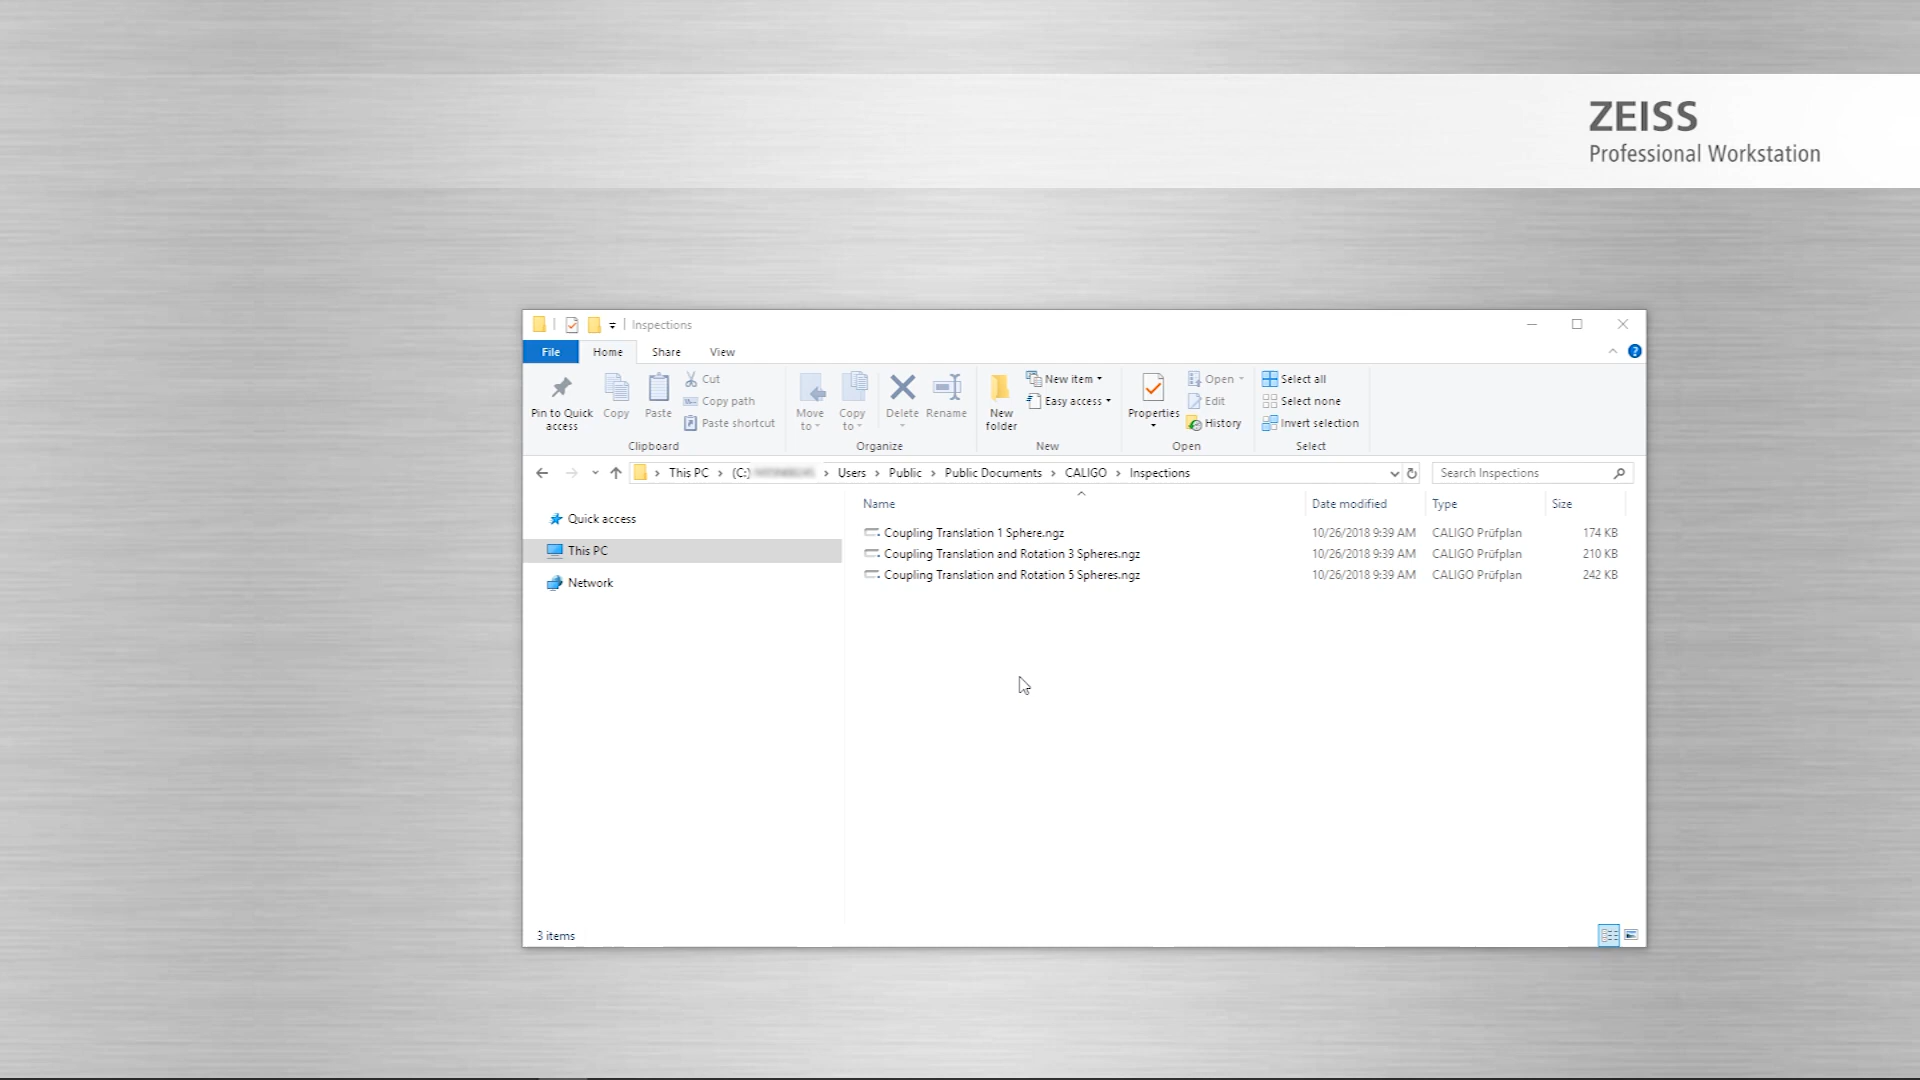 ZEISS
Professional Workstation
Inspections
File Home Share View
Pin to Quick access
Copy
Paste
Cut
Copy path
Paste shortcut
Clipboard
Move to
Copy to
Delete
Rename
Organize
New folder
New item
Easy access
New
Properties
Open
Edit
History
Open
Select all
Select none
Invert selection
Select
This PC > (C:) > Users > Public > Public Documents > CALIGO > Inspections
Search Inspections
Quick access
This PC
Network
Name Date modified Type Size
Coupling Translation 1 Sphere.ngz 10/26/2018 9:39 AM CALIGO Prüfplan 174 KB
Coupling Translation and Rotation 3 Spheres.ngz 10/26/2018 9:39 AM CALIGO Prüfplan 210 KB
Coupling Translation and Rotation 5 Spheres.ngz 10/26/2018 9:39 AM CALIGO Prüfplan 242 KB
3 items